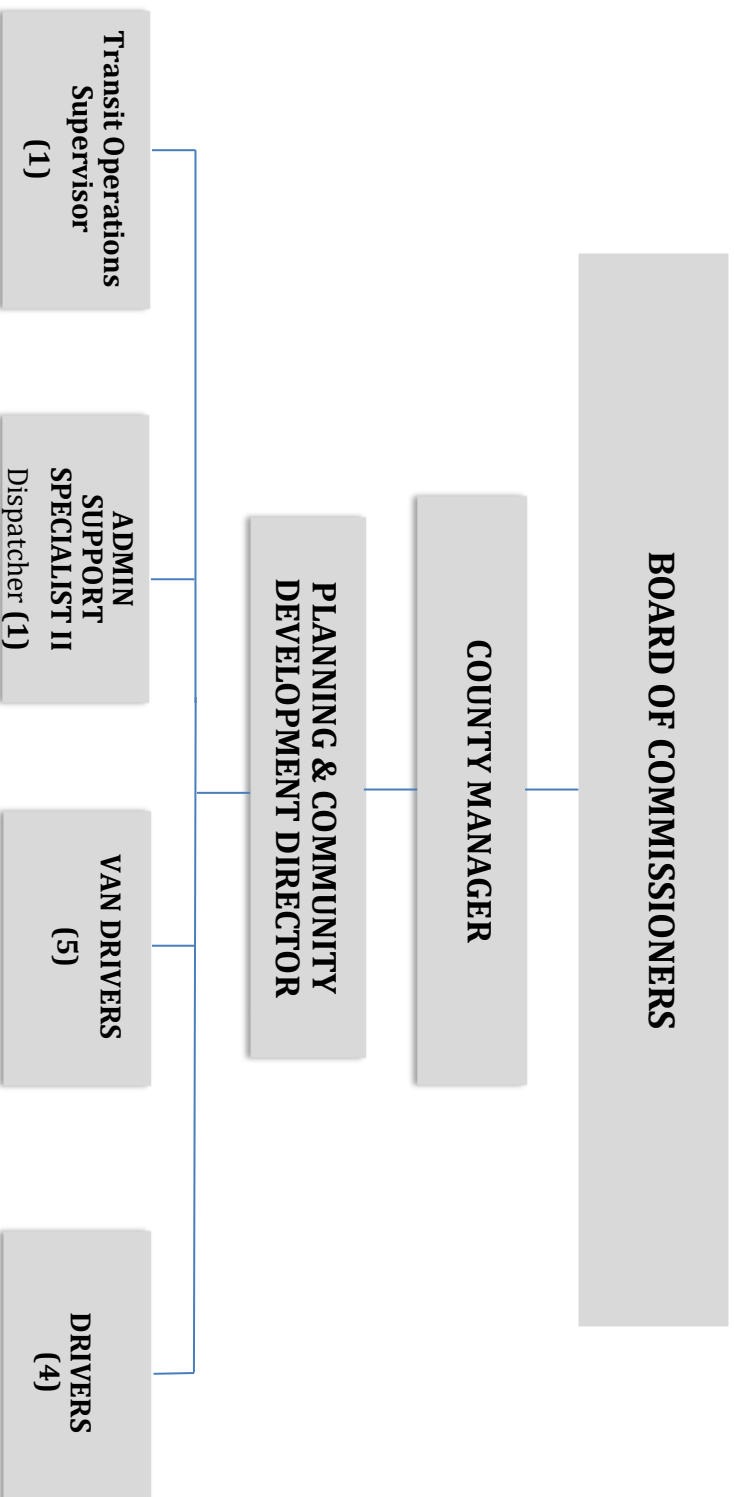 BOARD OF COMMISSIONERS
COUNTY MANAGER
PLANNING & COMMUNITY
DEVELOPMENT DIRECTOR
Transit Operations
Supervisor
(1)
ADMIN
SUPPORT
SPECIALIST II
Dispatcher (1)
VAN DRIVERS
(5)
DRIVERS
(4)